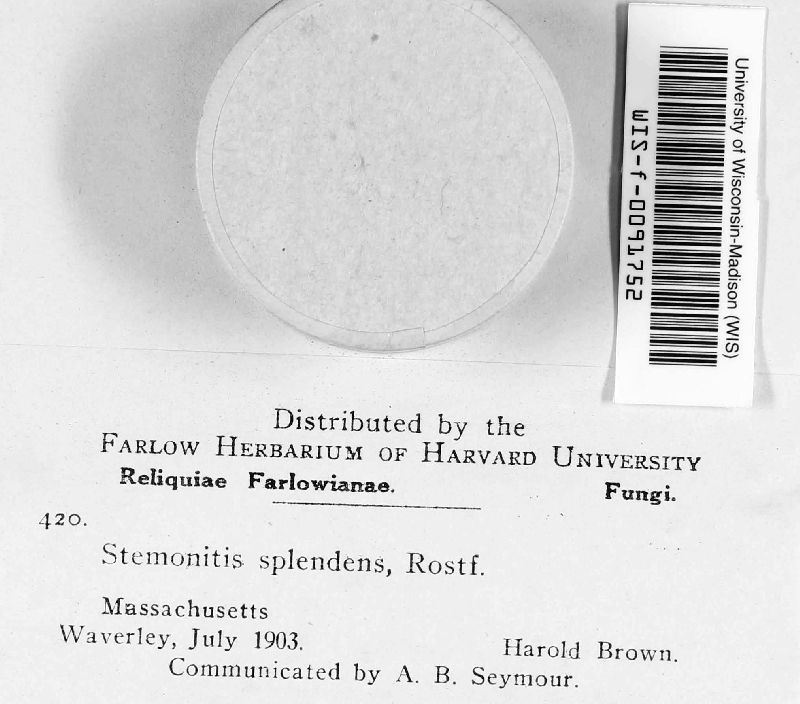 University of Wisconsin-Madison (WIS)
WIS-f-0091752
Distributed by the
FARLOW HERBARIUM OF HARVARD UNIVERSITY
Reliquiae Farlowianae. Fungi.
420.
Stemonitis splendens, Rostf.
Massachusetts
Waverley, July 1903. Harold Brown.
Communicated by A. B. Seymour.